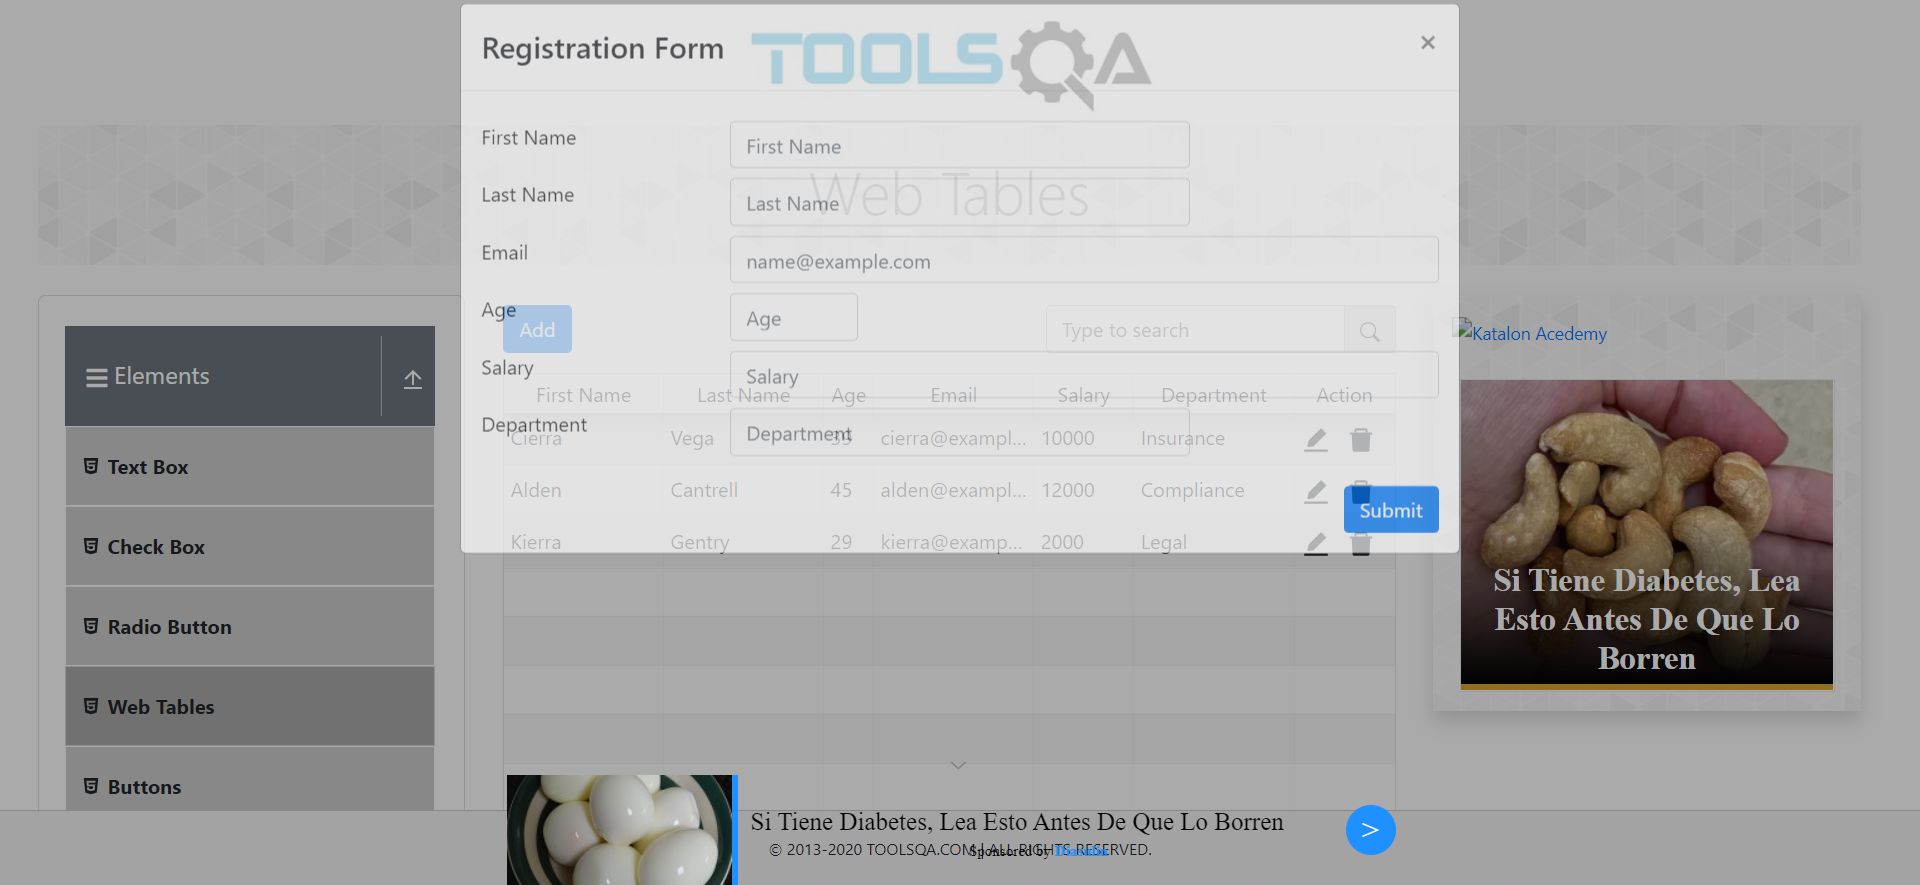 Registration Form
TOOLSQA
×
First Name
First Name
Last Name
Last Name
Web Tables
Email
name@example.com
Age
Age
Add
Type to search
Salary
Salary
First Name Last Name Age Email Salary Department Action
Department
Department
Cierra Vega 39 cierra@exampl... 10000 Insurance
Alden Cantrell 45 alden@exampl... 12000 Compliance
Submit
Kierra Gentry 29 kierra@examp... 2000 Legal
Elements
Text Box
Check Box
Radio Button
Web Tables
Buttons
Katalon Acedemy
Si Tiene Diabetes, Lea
Esto Antes De Que Lo
Borren
Si Tiene Diabetes, Lea Esto Antes De Que Lo Borren
>
© 2013-2020 TOOLSQA.COM | ALL RIGHTS RESERVED.
Sponsored by